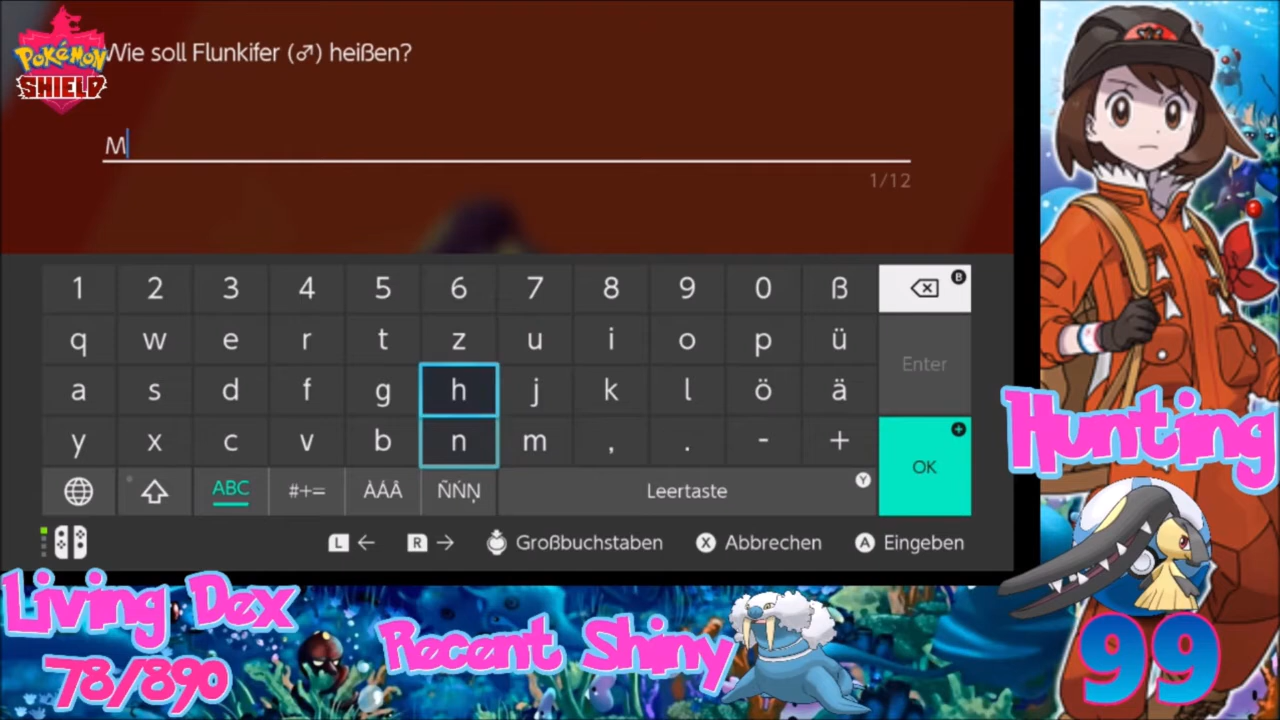 POKéMON
SHIELD
Wie soll Flunkifer (♂) heißen?
M
1/12
1 2 3 4 5 6 7 8 9 0 ß
B
q w e r t z u i o p ü
Enter
a s d f g h j k l ö ä
y x c v b n m , . - +
OK
ABC #+= ÀÁÂ ÑŃŅ Leertaste Y
L ← R → Großbuchstaben X Abbrechen A Eingeben
Hunting
99
Living Dex
78/890
Recent Shiny